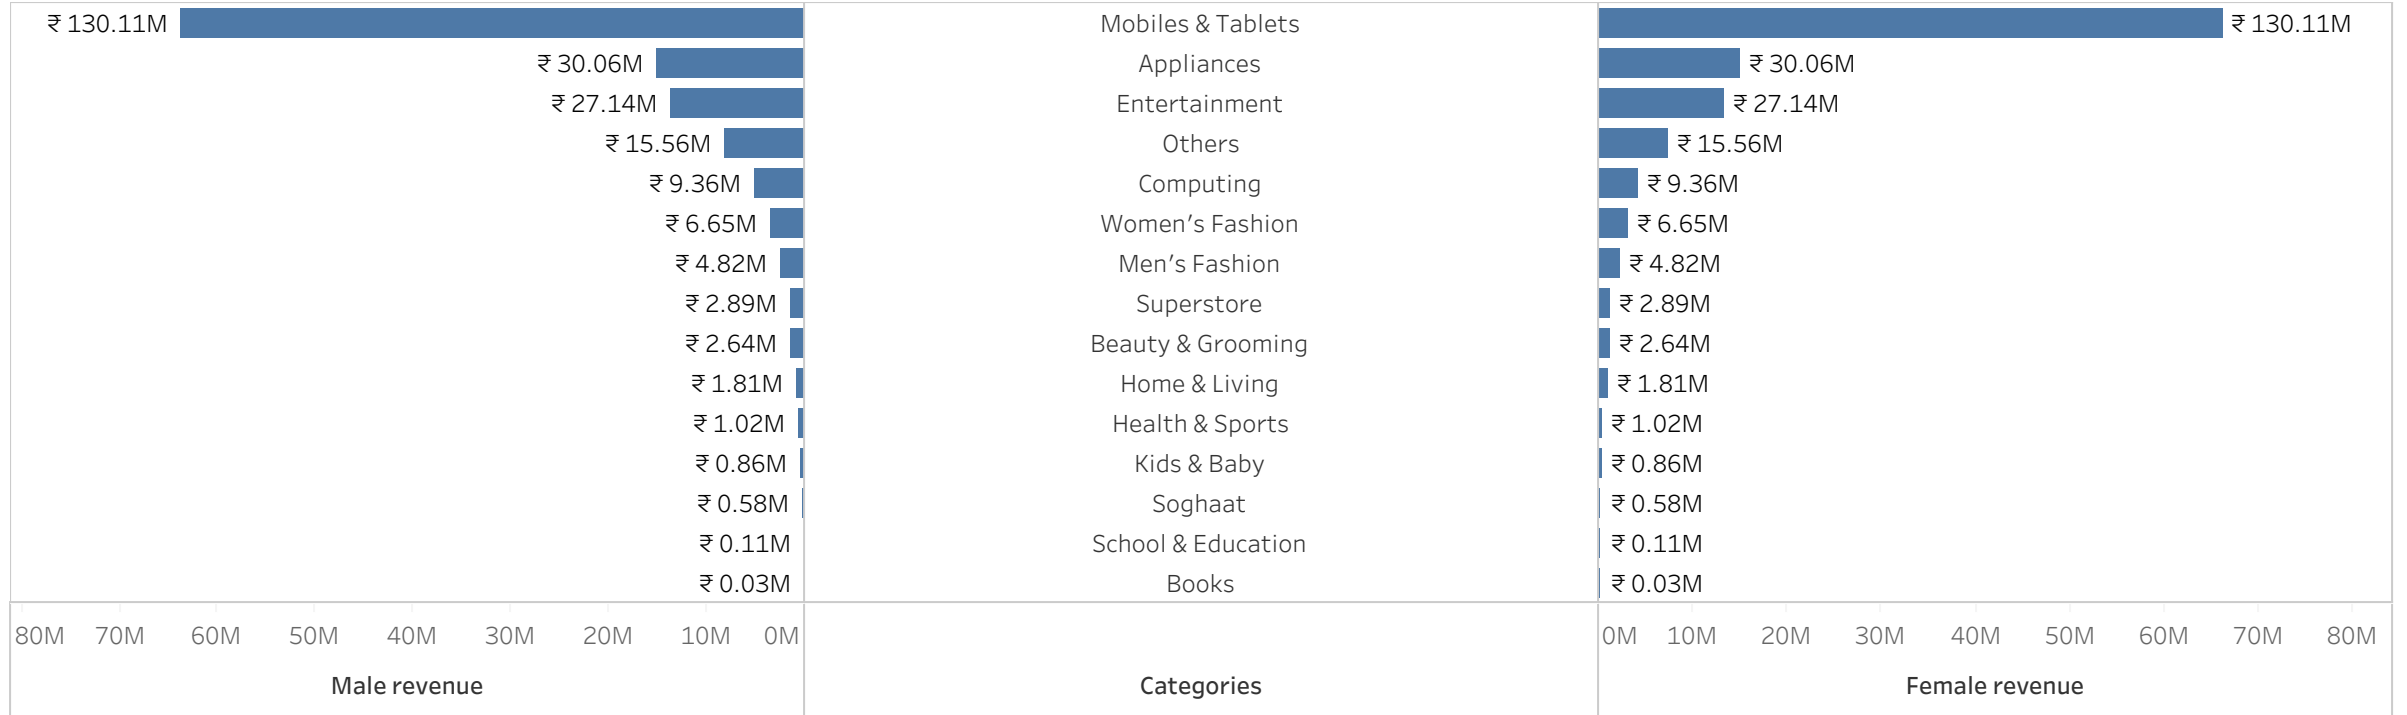 ₹ 130.11M Mobiles & Tablets ₹ 130.11M
₹ 30.06M Appliances ₹ 30.06M
₹ 27.14M Entertainment ₹ 27.14M
₹ 15.56M Others ₹ 15.56M
₹ 9.36M Computing ₹ 9.36M
₹ 6.65M Women’s Fashion ₹ 6.65M
₹ 4.82M Men’s Fashion ₹ 4.82M
₹ 2.89M Superstore ₹ 2.89M
₹ 2.64M Beauty & Grooming ₹ 2.64M
₹ 1.81M Home & Living ₹ 1.81M
₹ 1.02M Health & Sports ₹ 1.02M
₹ 0.86M Kids & Baby ₹ 0.86M
₹ 0.58M Soghaat ₹ 0.58M
₹ 0.11M School & Education ₹ 0.11M
₹ 0.03M Books ₹ 0.03M
80M 70M 60M 50M 40M 30M 20M 10M 0M 0M 10M 20M 30M 40M 50M 60M 70M 80M
Male revenue Categories Female revenue